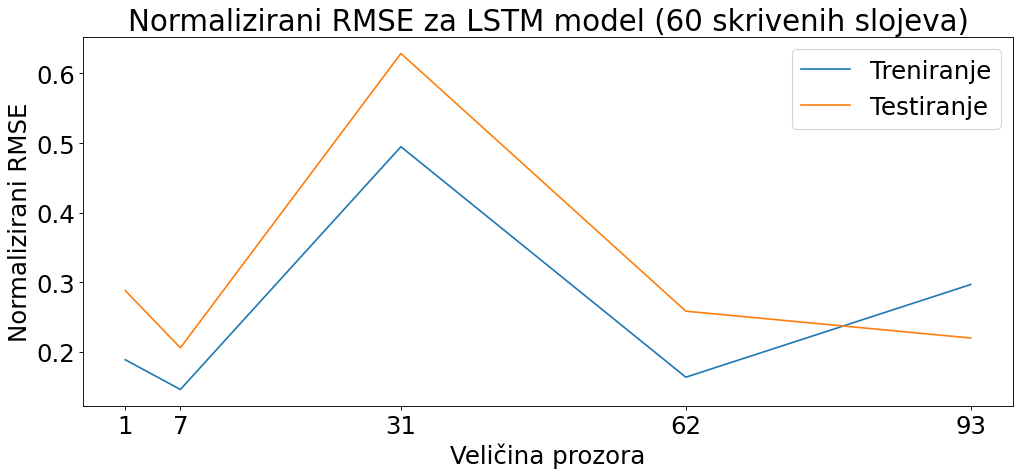 Normalizirani RMSE za LSTM model (60 skrivenih slojeva)
Treniranje
Testiranje
Normalizirani RMSE
0.6
0.5
0.4
0.3
0.2
1 7 31 62 93
Veličina prozora